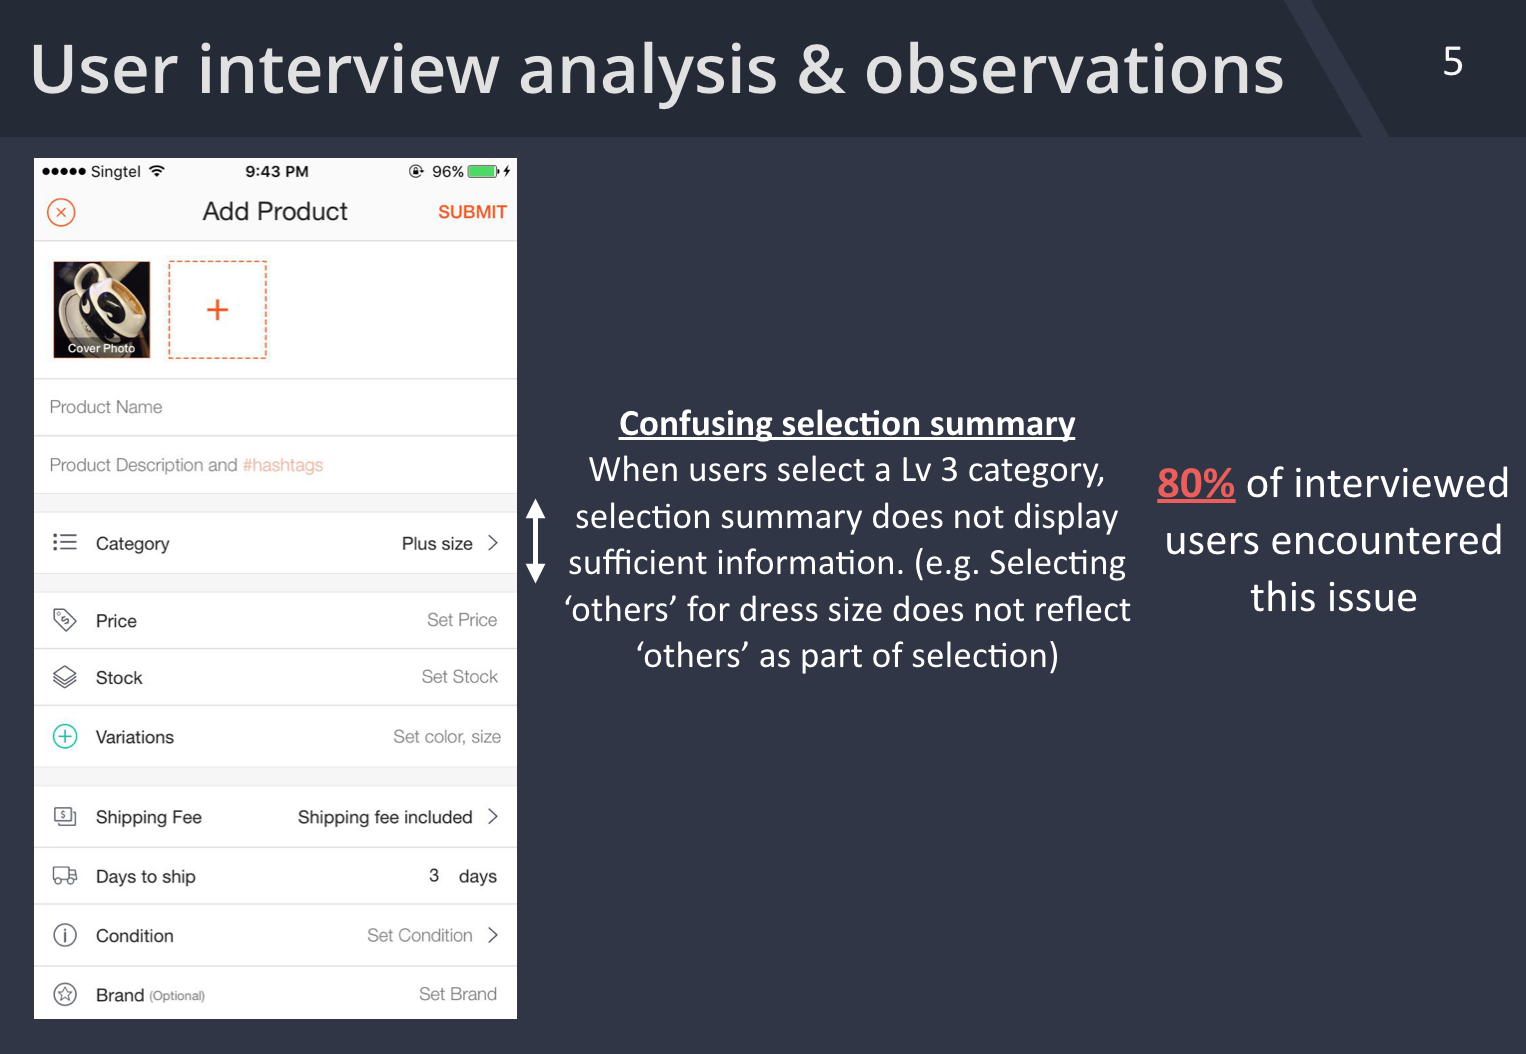 User interview analysis & observations
5
Singtel 9:43 PM 96%
Add Product SUBMIT
+
Cover Photo
Product Name
Product Description and #hashtags
Category Plus size
Price Set Price
Stock Set Stock
Variations Set color, size
Shipping Fee Shipping fee included
Days to ship 3 days
Condition Set Condition
Brand (Optional) Set Brand
Confusing selection summary
When users select a Lv 3 category,
selection summary does not display
sufficient information. (e.g. Selecting
‘others’ for dress size does not reflect
‘others’ as part of selection)
80% of interviewed
users encountered
this issue